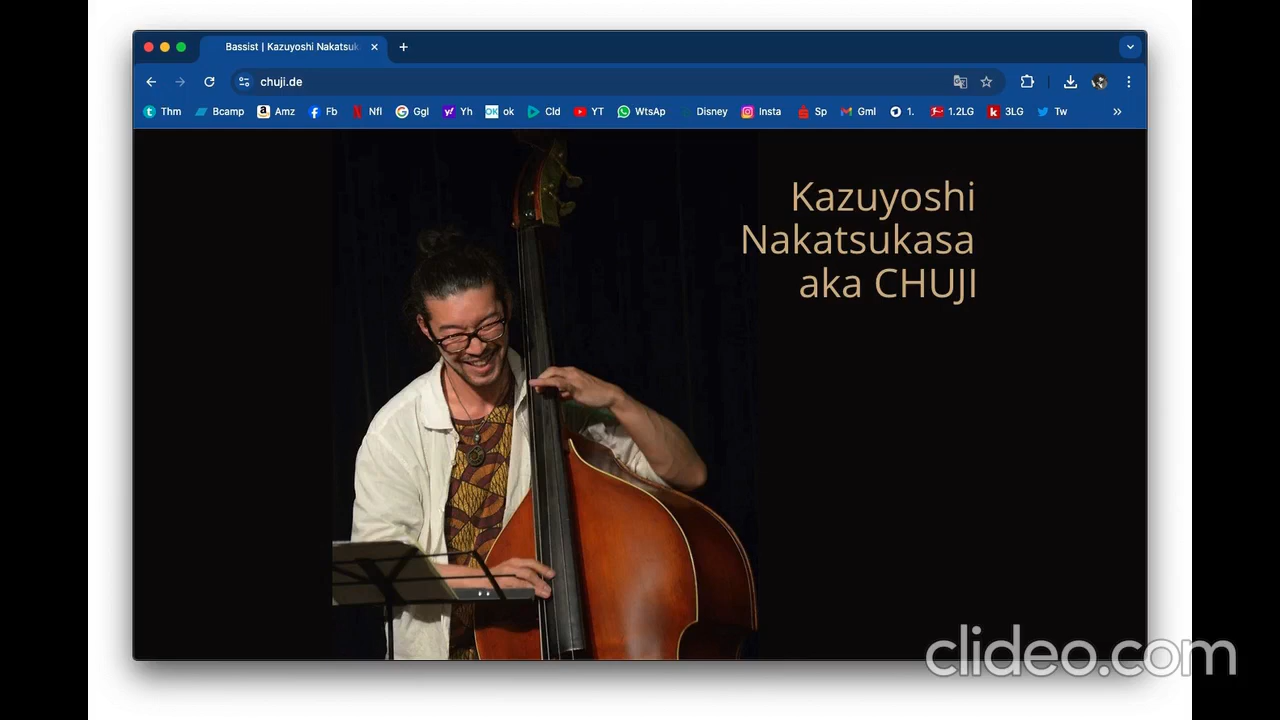 Bassist | Kazuyoshi Nakatsuk
chuji.de
Thm Bcamp Amz Fb Nfl Ggl Yh ok Cld YT WtsAp Disney Insta Sp Gml 1. 1.2LG 3LG Tw
Kazuyoshi
Nakatsukasa
aka CHUJI
clideo.com